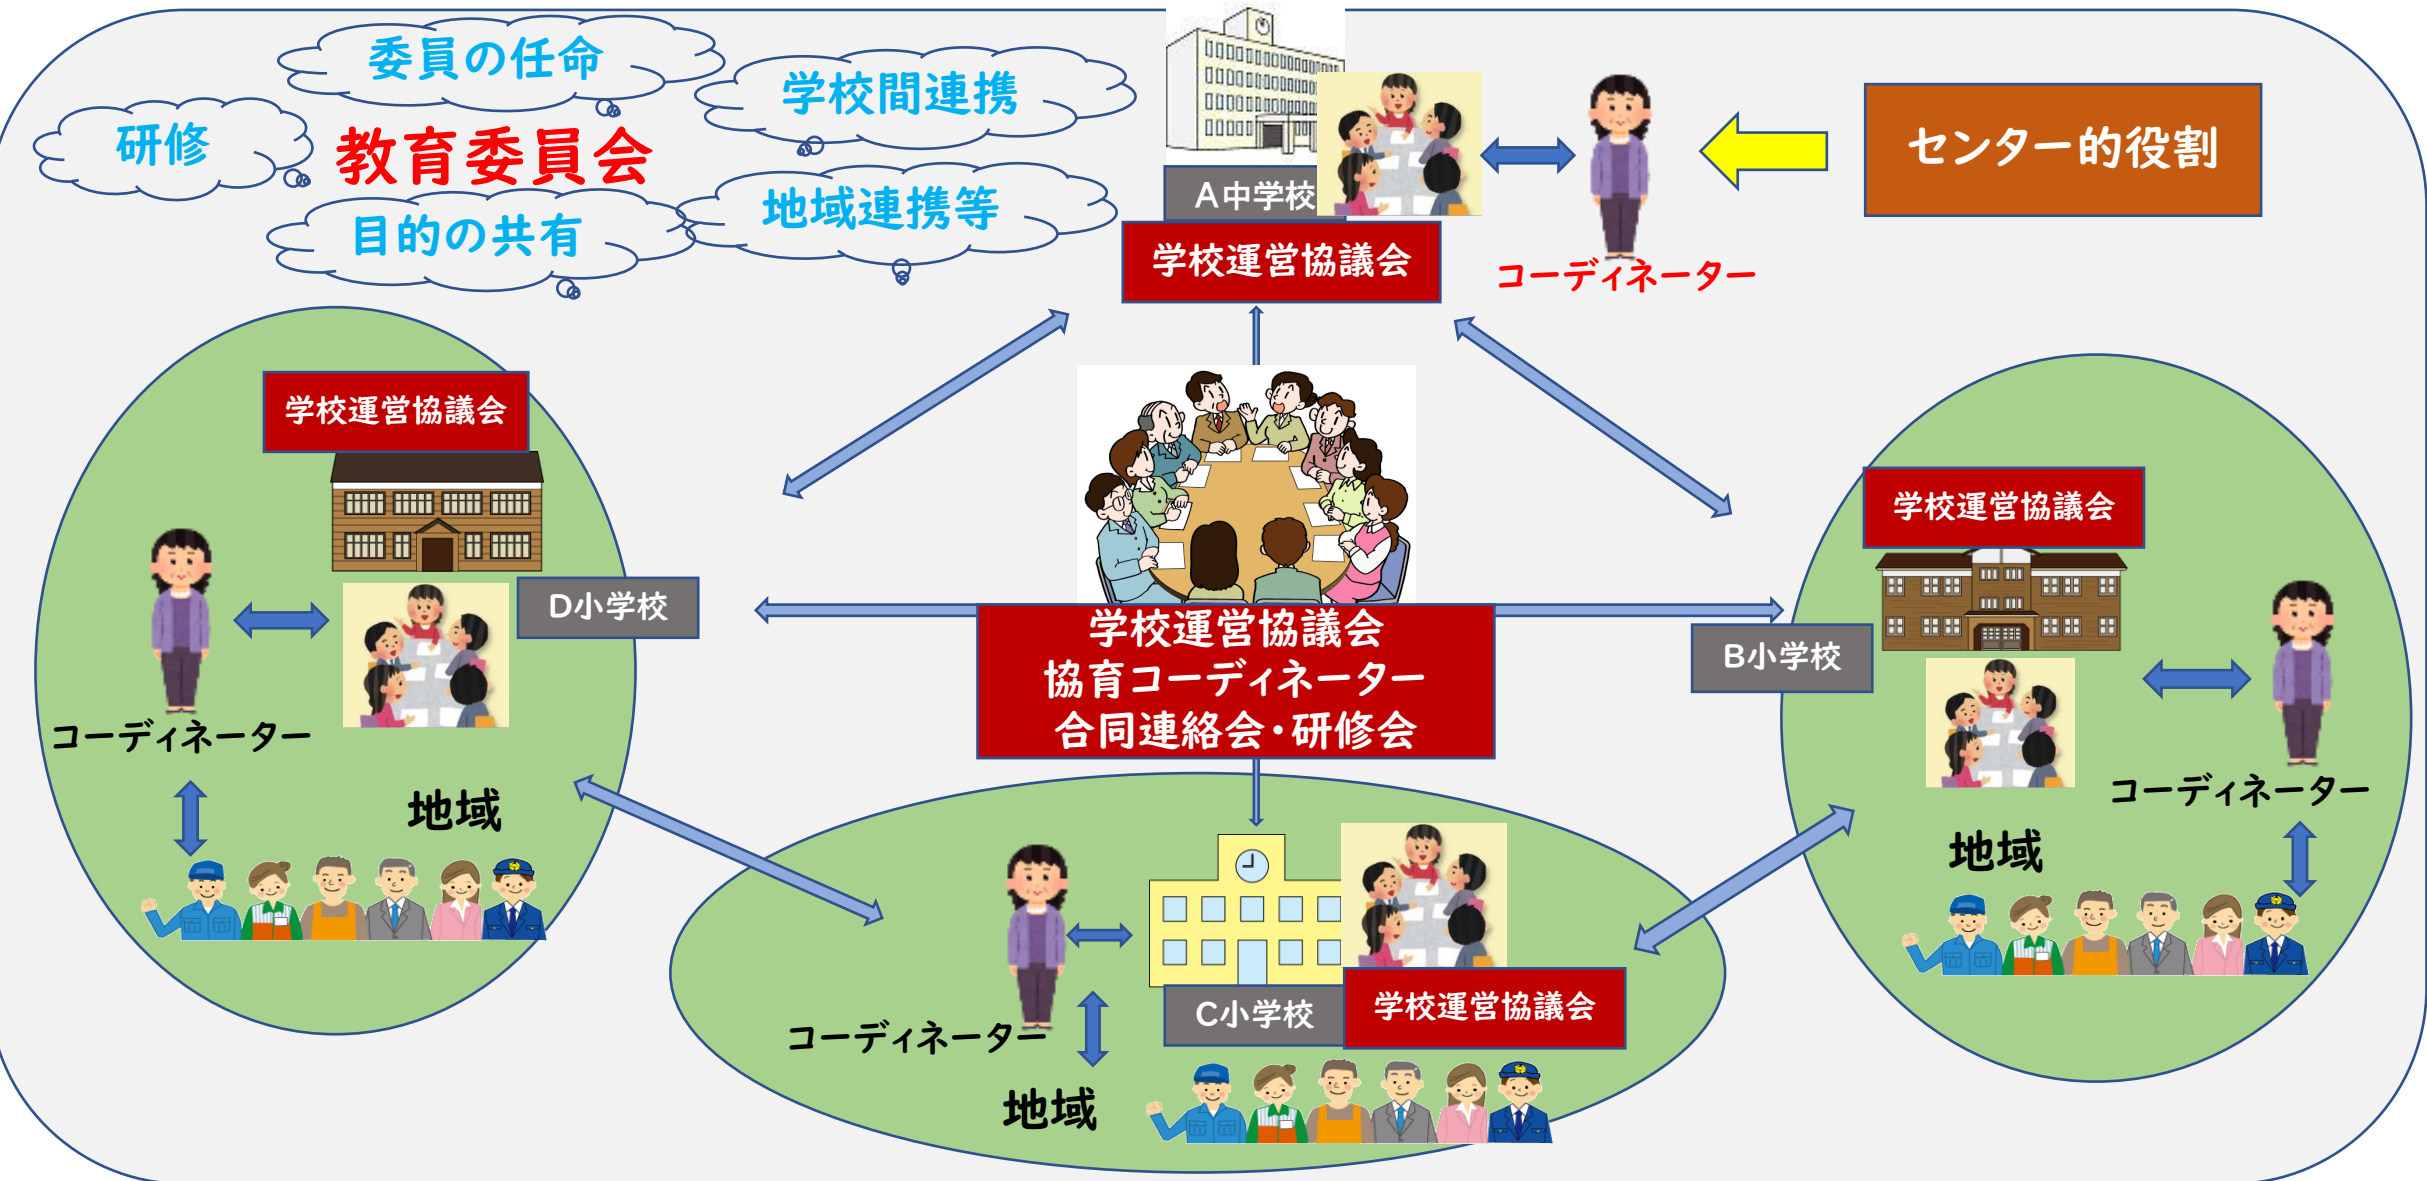 委員の任命
学校間連携
研修
教育委員会
目的の共有
地域連携等
A中学校
学校運営協議会
コーディネーター
センター的役割
学校運営協議会
D小学校
コーディネーター
地域
学校運営協議会
協育コーディネーター
合同連絡会・研修会
学校運営協議会
B小学校
コーディネーター
地域
コーディネーター
C小学校
学校運営協議会
地域